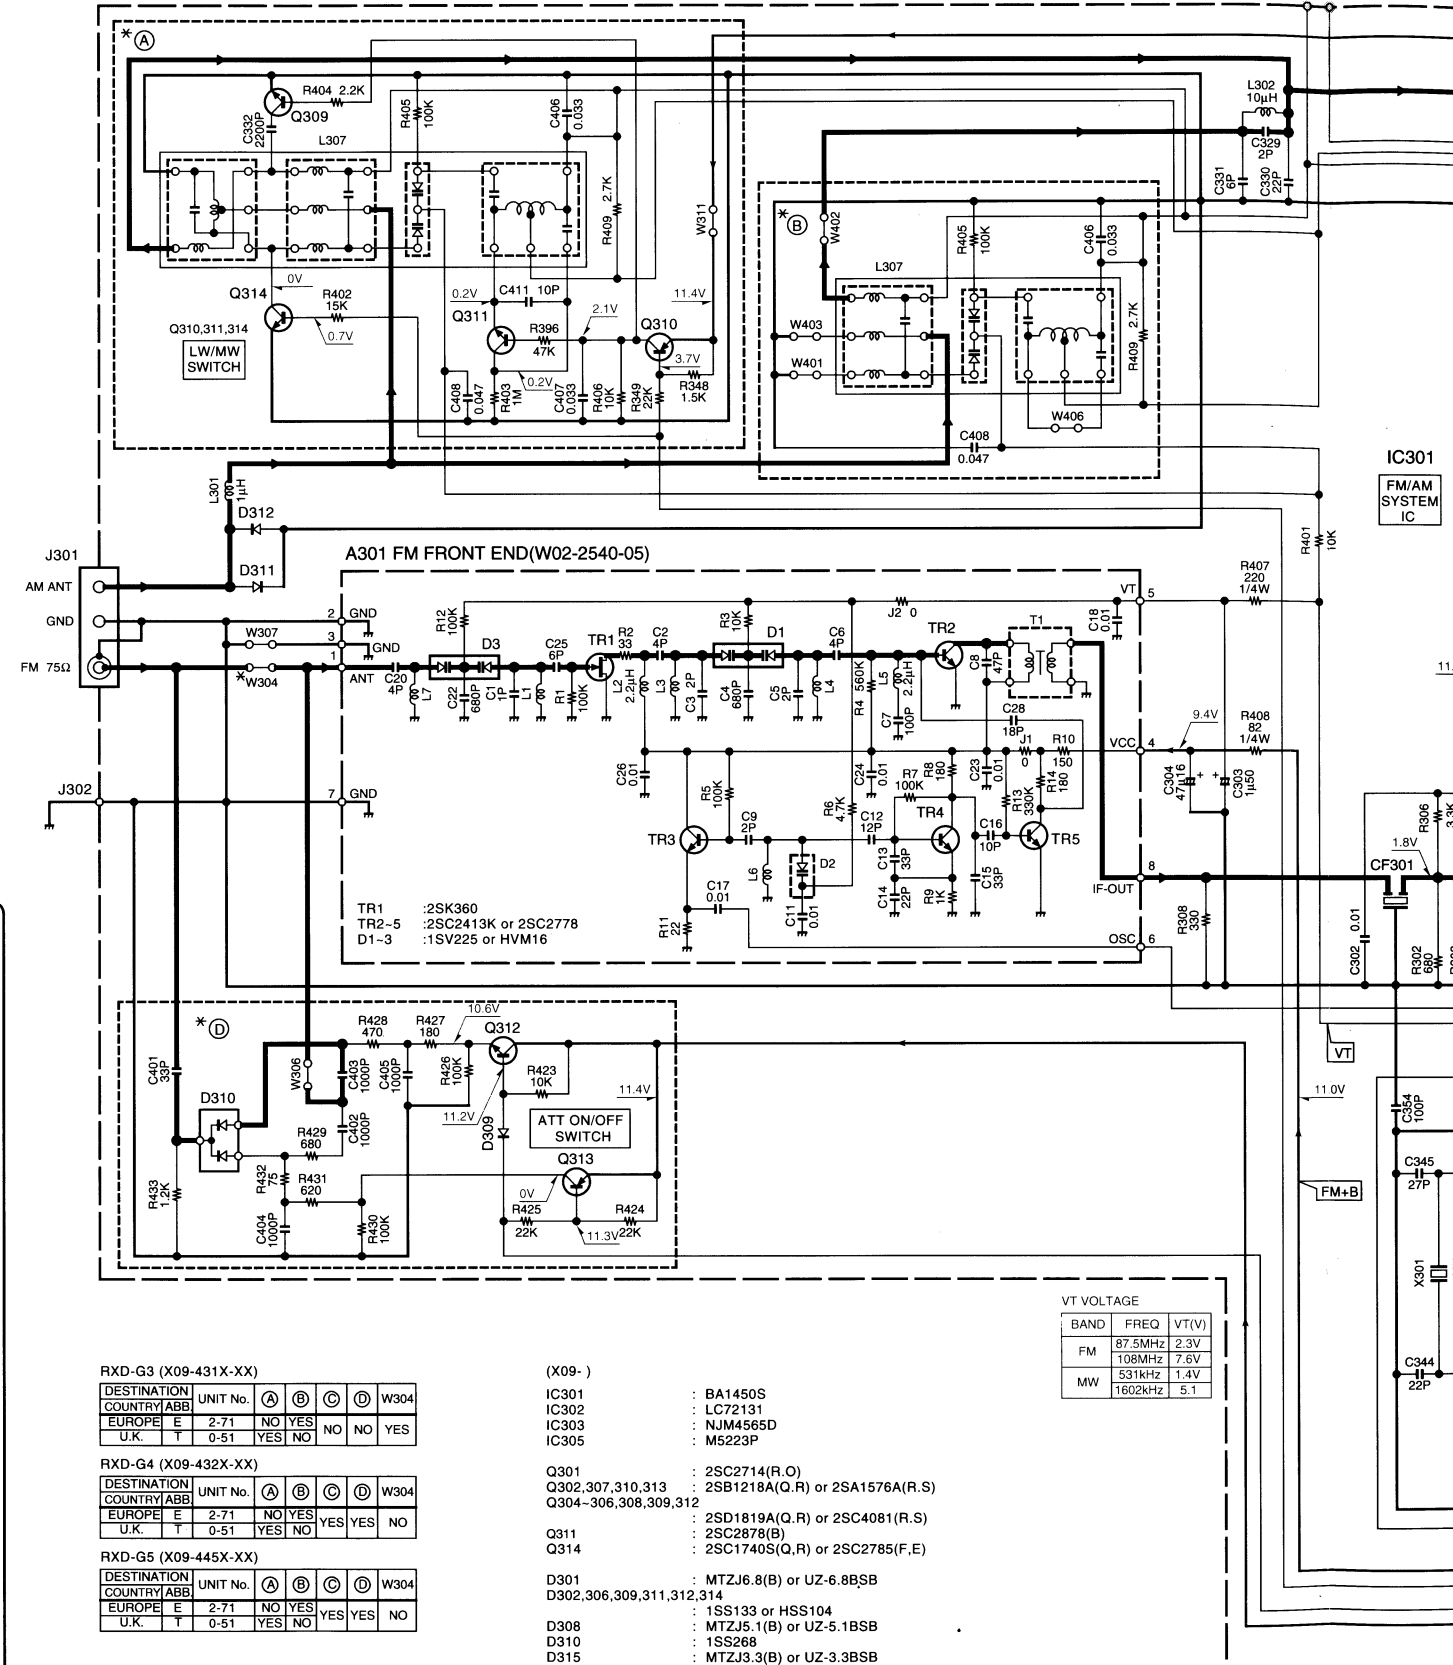 * A
R404 2.2K
Q309
C332 2200P
L307
R405 100K
C406 0.033
R409 2.7K
W311
0V
Q314
R402
15K
0.7V
Q310,311,314
LW/MW
SWITCH
0.2V
C411 10P
Q311
R396
47K
2.1V
Q310
11.4V
3.7V
R348
1.5K
0.2V
C408 0.047
R403 1M
C407 0.033
R406 10K
R349 22K
* B
W402
L307
R405 100K
C406 0.033
R409 2.7K
W403
W401
W406
C408
0.047
L302
10μH
C329
2P
C331 6P
C330 22P
IC301
FM/AM
SYSTEM
IC
R401 10K
L301 1μH
D312
D311
J301
AM ANT
GND
FM 75Ω
W307
*W304
J302
A301 FM FRONT END(W02-2540-05)
2 GND
3 GND
1 ANT
7 GND
R12 100K
D3
C20
4P
L7
C22 680P
C1 1P
L1
C25
6P
R1 100K
TR1
R2
33
C2
4P
L2 2.2μH
L3
C3 2P
R3 10K
D1
C4 680P
C5 2P
L4
C6
4P
R4 560K
L5 2.2μH
C7 100P
J2 0
TR2
C8 47P
C18 0.01
T1
VT 5
C28
18P
J1
0
R10
150
VCC 4
C26 0.01
R5 100K
C24 0.01
R6 4.7K
R7
100K
R8 180
C23 0.01
R13 330K
R14 180
TR3
C9
2P
L6
D2
C11 0.01
C12
12P
TR4
C13 33P
C14 22P
R9 1K
C15 33P
C16
10P
TR5
C17
0.01
R11 22
8
IF-OUT
OSC 6
TR1 :2SK360
TR2~5 :2SC2413K or 2SC2778
D1~3 :1SV225 or HVM16
R407
220
1/4W
9.4V
R408
82
1/4W
C304 47μ16
C303 1μ50
R308 330
CF301
1.8V
R306 3.3K
C302 0.01
R302 680
VT
11.0V
FM+B
C354 100P
C345
27P
X301
C344
22P
* D
C401 33P
D310
W306
R428
470
R427
180
10.6V
Q312
C403 1000P
C405 1000P
R426 100K
C402 1000P
R423
10K
11.2V
D309
11.4V
ATT ON/OFF
SWITCH
R429
680
R432 75
R431
620
R433 1.2K
C404 1000P
R430 100K
Q313
0V
R425
22K
11.3V
R424
22K
VT VOLTAGE
BAND FREQ VT(V)
FM 87.5MHz 2.3V
108MHz 7.6V
MW 531kHz 1.4V
1602kHz 5.1
RXD-G3 (X09-431X-XX)
DESTINATION UNIT No. A B C D W304
COUNTRY ABB.
EUROPE E 2-71 NO YES NO NO YES
U.K. T 0-51 YES NO
RXD-G4 (X09-432X-XX)
DESTINATION UNIT No. A B C D W304
COUNTRY ABB.
EUROPE E 2-71 NO YES YES YES NO
U.K. T 0-51 YES NO
RXD-G5 (X09-445X-XX)
DESTINATION UNIT No. A B C D W304
COUNTRY ABB.
EUROPE E 2-71 NO YES YES YES NO
U.K. T 0-51 YES NO
(X09- )
IC301 : BA1450S
IC302 : LC72131
IC303 : NJM4565D
IC305 : M5223P
Q301 : 2SC2714(R.O)
Q302,307,310,313 : 2SB1218A(Q.R) or 2SA1576A(R.S)
Q304~306,308,309,312
: 2SD1819A(Q.R) or 2SC4081(R.S)
Q311 : 2SC2878(B)
Q314 : 2SC1740S(Q,R) or 2SC2785(F,E)
D301 : MTZJ6.8(B) or UZ-6.8BSB
D302,306,309,311,312,314
: 1SS133 or HSS104
D308 : MTZJ5.1(B) or UZ-5.1BSB
D310 : 1SS268
D315 : MTZJ3.3(B) or UZ-3.3BSB